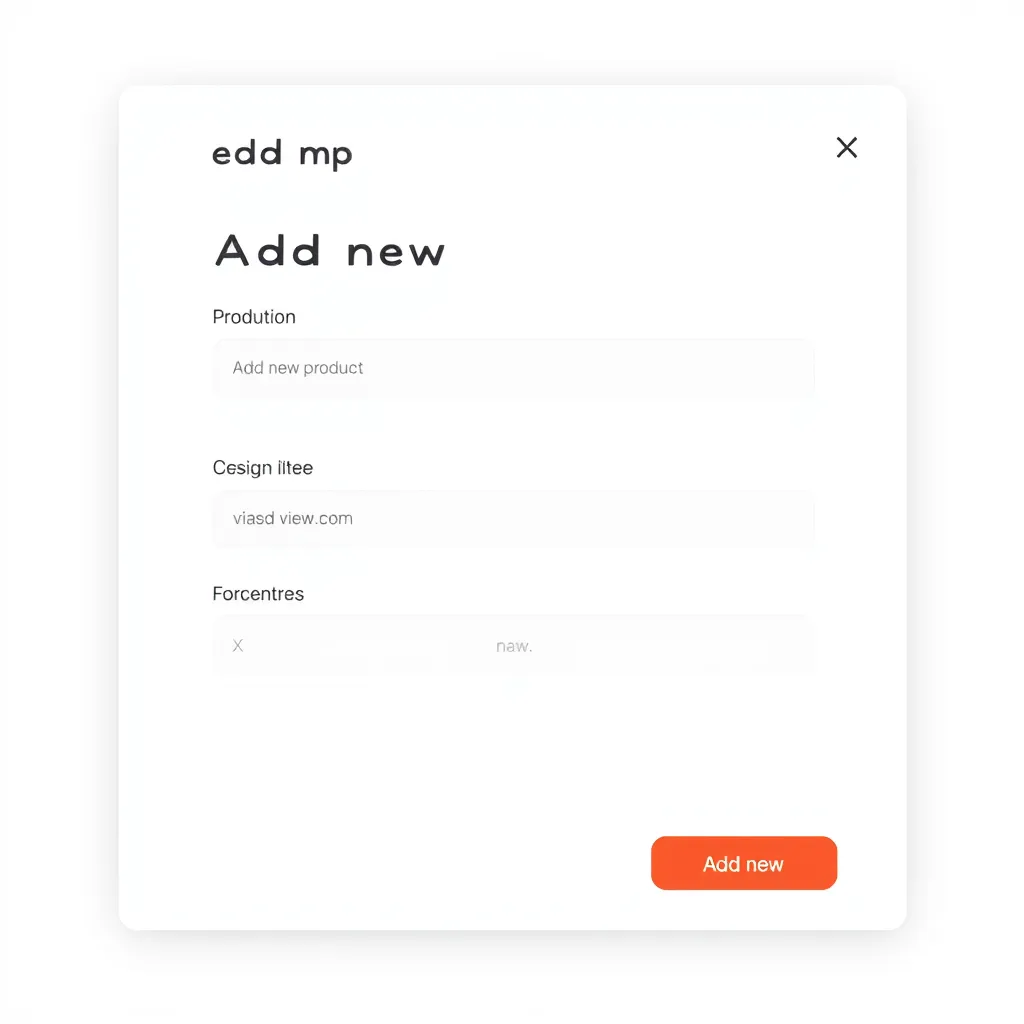 edd mp
Add new
Prodution
Add new product
Cesign iltee
viasd view.com
Forcentres
X naw.
Add new